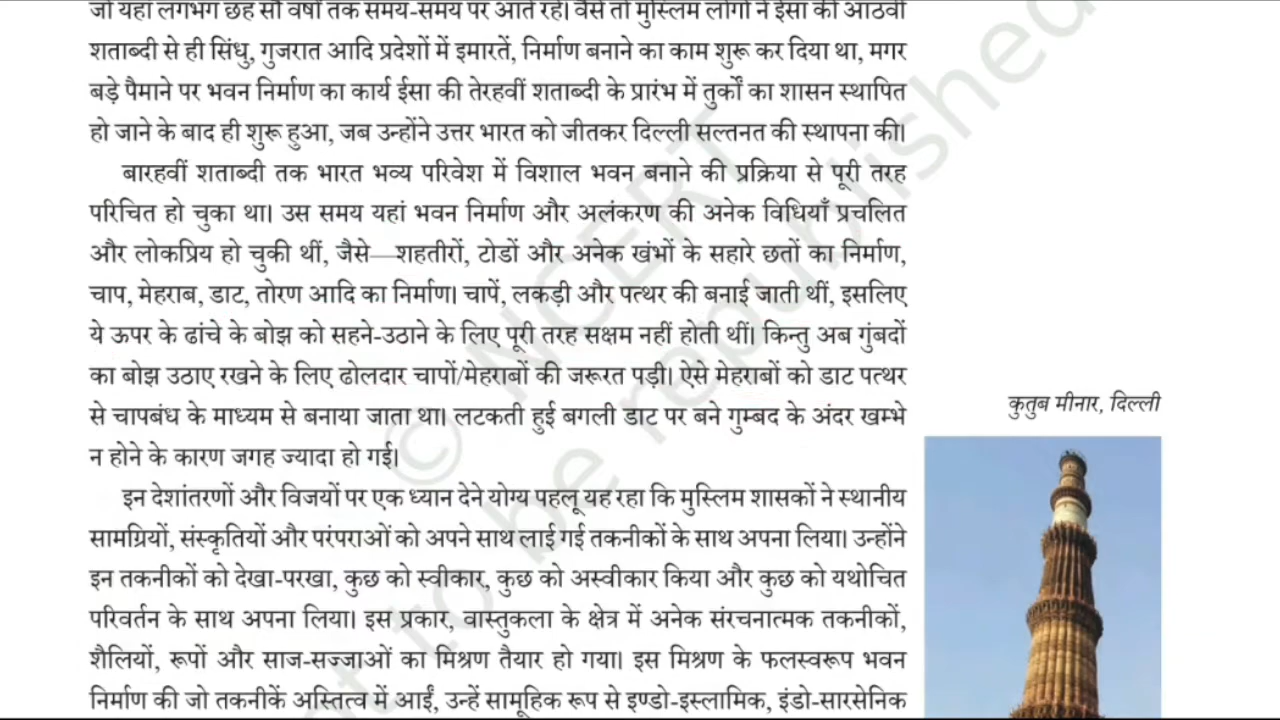 जो यहां लगभग छह सौ वर्षों तक समय-समय पर आते रहे। वैसे तो मुस्लिम लोगों ने ईसा की आठवीं
शताब्दी से ही सिंधु, गुजरात आदि प्रदेशों में इमारतें, निर्माण बनाने का काम शुरू कर दिया था, मगर
बड़े पैमाने पर भवन निर्माण का कार्य ईसा की तेरहवीं शताब्दी के प्रारंभ में तुर्कों का शासन स्थापित
हो जाने के बाद ही शुरू हुआ, जब उन्होंने उत्तर भारत को जीतकर दिल्ली सल्तनत की स्थापना की।
बारहवीं शताब्दी तक भारत भव्य परिवेश में विशाल भवन बनाने की प्रक्रिया से पूरी तरह
परिचित हो चुका था। उस समय यहां भवन निर्माण और अलंकरण की अनेक विधियाँ प्रचलित
और लोकप्रिय हो चुकी थीं, जैसे—शहतीरों, टोडों और अनेक खंभों के सहारे छतों का निर्माण,
चाप, मेहराब, डाट, तोरण आदि का निर्माण। चापें, लकड़ी और पत्थर की बनाई जाती थीं, इसलिए
ये ऊपर के ढांचे के बोझ को सहने-उठाने के लिए पूरी तरह सक्षम नहीं होती थीं। किन्तु अब गुंबदों
का बोझ उठाए रखने के लिए ढोलदार चापों/मेहराबों की जरूरत पड़ी। ऐसे मेहराबों को डाट पत्थर
से चापबंध के माध्यम से बनाया जाता था। लटकती हुई बगली डाट पर बने गुम्बद के अंदर खम्भे
न होने के कारण जगह ज्यादा हो गई।
इन देशांतरणों और विजयों पर एक ध्यान देने योग्य पहलू यह रहा कि मुस्लिम शासकों ने स्थानीय
सामग्रियों, संस्कृतियों और परंपराओं को अपने साथ लाई गई तकनीकों के साथ अपना लिया। उन्होंने
इन तकनीकों को देखा-परखा, कुछ को स्वीकार, कुछ को अस्वीकार किया और कुछ को यथोचित
परिवर्तन के साथ अपना लिया। इस प्रकार, वास्तुकला के क्षेत्र में अनेक संरचनात्मक तकनीकों,
शैलियों, रूपों और साज-सज्जाओं का मिश्रण तैयार हो गया। इस मिश्रण के फलस्वरूप भवन
निर्माण की जो तकनीकें अस्तित्व में आईं, उन्हें सामूहिक रूप से इण्डो-इस्लामिक, इंडो-सारसेनिक
कुतुब मीनार, दिल्ली
© NCERT
not to be republished